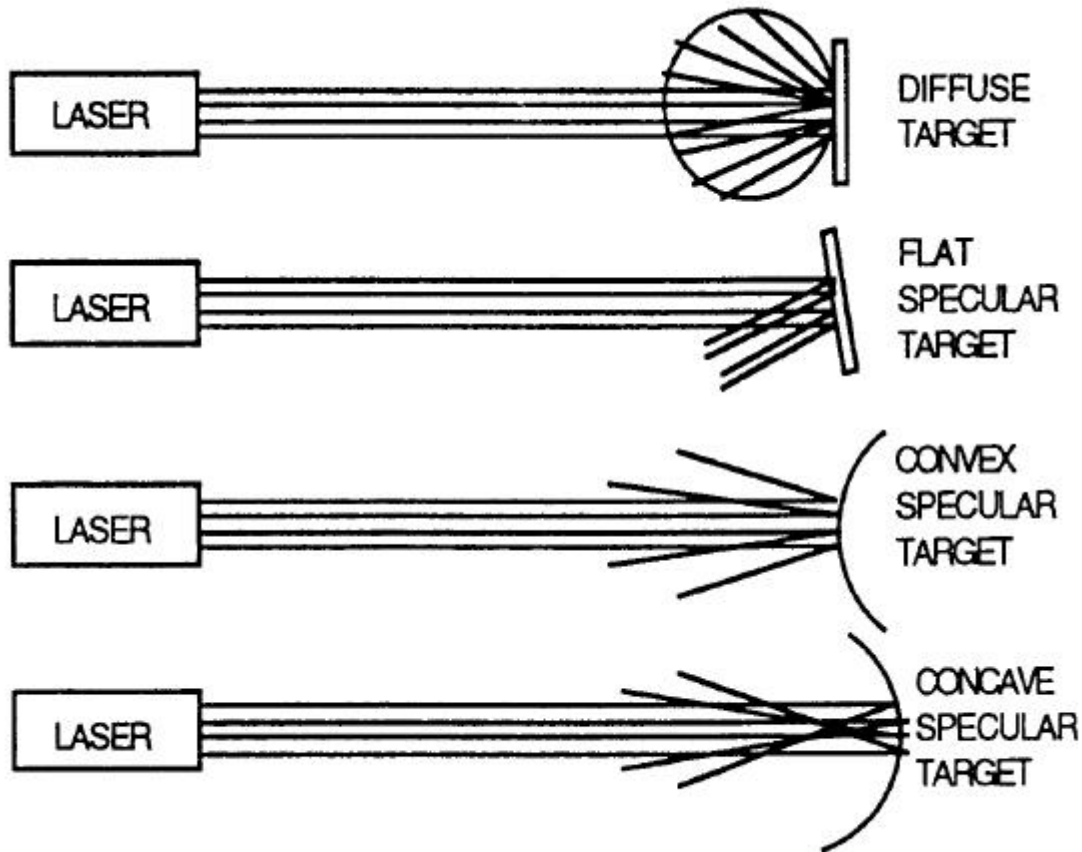 LASER
DIFFUSE
TARGET
LASER
FLAT
SPECULAR
TARGET
LASER
CONVEX
SPECULAR
TARGET
LASER
CONCAVE
SPECULAR
TARGET